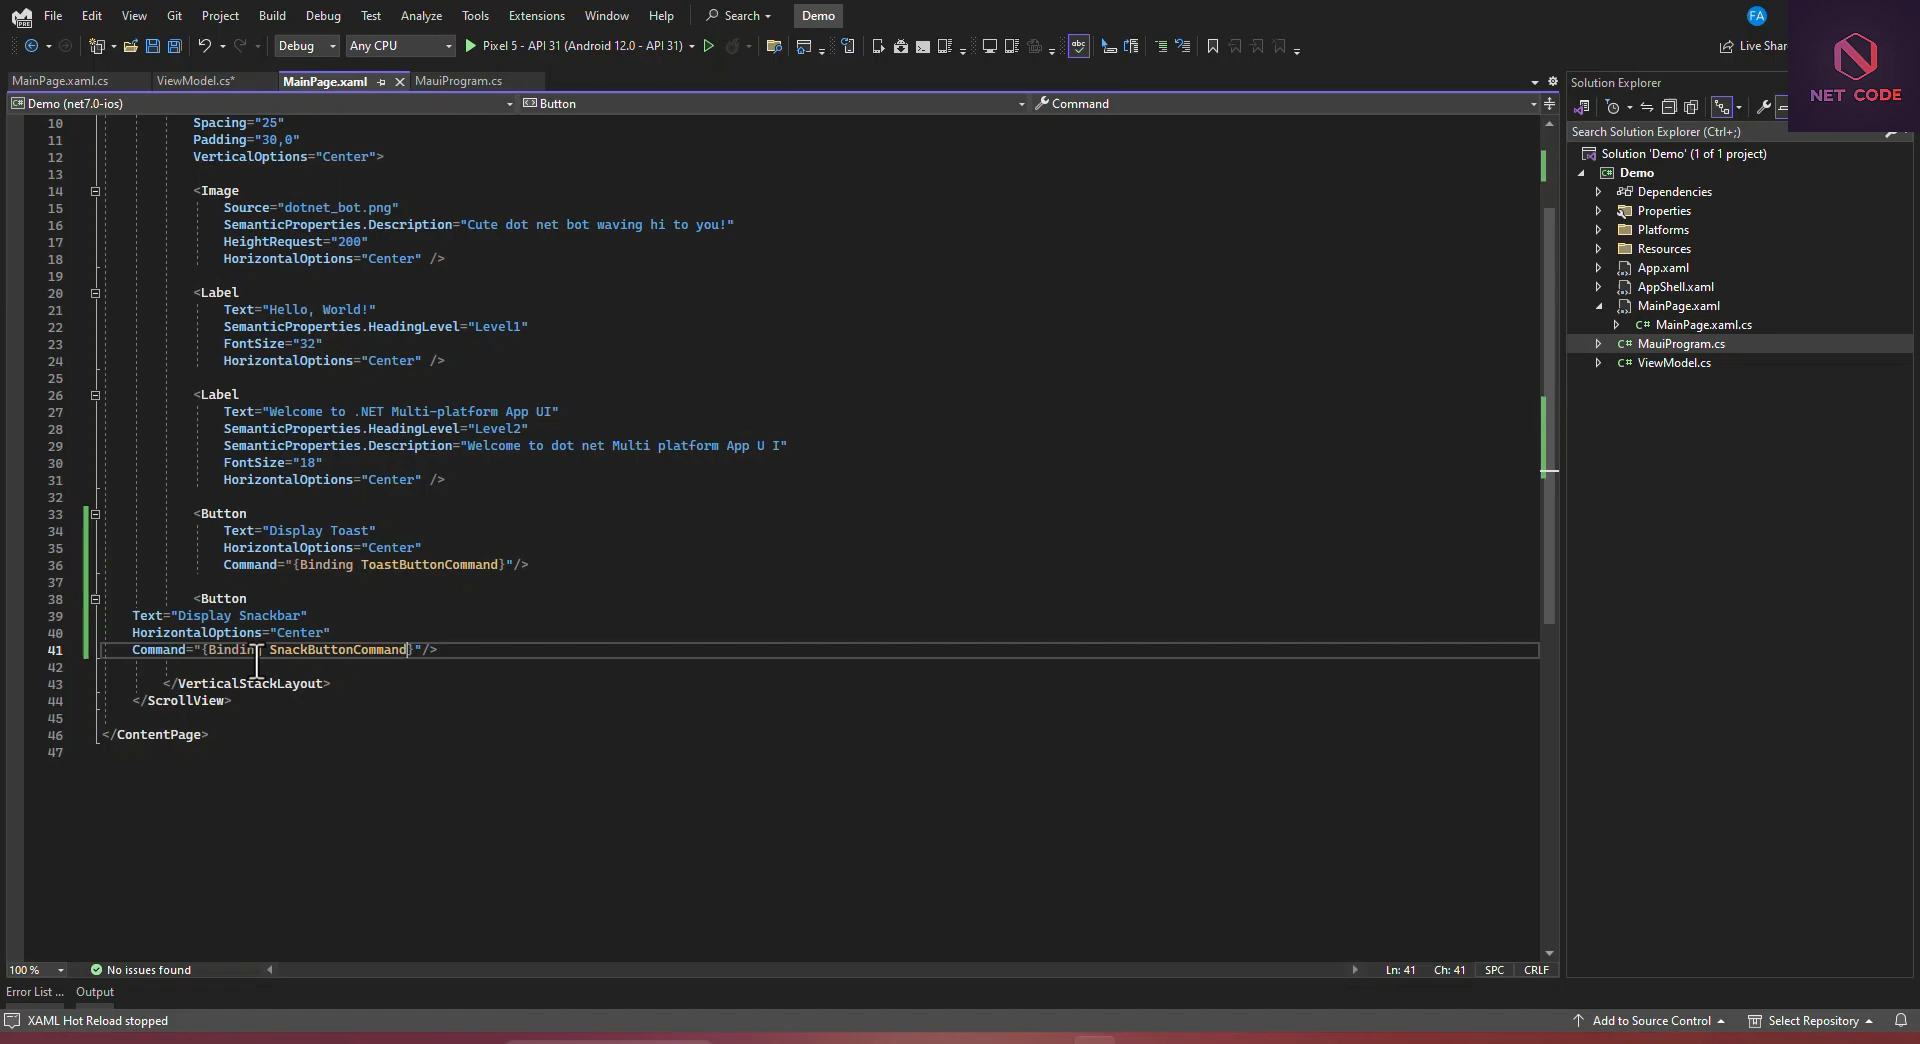 File Edit View Git Project Build Debug Test Analyze Tools Extensions Window Help Search Demo FA
Debug Any CPU Pixel 5 - API 31 (Android 12.0 - API 31) Live Shar
NET CODE
MainPage.xaml.cs ViewModel.cs* MainPage.xaml MauiProgram.cs
Demo (net7.0-ios) Button Command
10 Spacing="25"
11 Padding="30,0"
12 VerticalOptions="Center">
13
14 <Image
15 Source="dotnet_bot.png"
16 SemanticProperties.Description="Cute dot net bot waving hi to you!"
17 HeightRequest="200"
18 HorizontalOptions="Center" />
19
20 <Label
21 Text="Hello, World!"
22 SemanticProperties.HeadingLevel="Level1"
23 FontSize="32"
24 HorizontalOptions="Center" />
25
26 <Label
27 Text="Welcome to .NET Multi-platform App UI"
28 SemanticProperties.HeadingLevel="Level2"
29 SemanticProperties.Description="Welcome to dot net Multi platform App U I"
30 FontSize="18"
31 HorizontalOptions="Center" />
32
33 <Button
34 Text="Display Toast"
35 HorizontalOptions="Center"
36 Command="{Binding ToastButtonCommand}"/>
37
38 <Button
39 Text="Display Snackbar"
40 HorizontalOptions="Center"
41 Command="{Binding SnackButtonCommand}"/>
42
43 </VerticalStackLayout>
44 </ScrollView>
45
46 </ContentPage>
47
Solution Explorer
Search Solution Explorer (Ctrl+;)
Solution 'Demo' (1 of 1 project)
C# Demo
Dependencies
Properties
Platforms
Resources
App.xaml
AppShell.xaml
MainPage.xaml
C# MainPage.xaml.cs
C# MauiProgram.cs
C# ViewModel.cs
100 % No issues found Ln: 41 Ch: 41 SPC CRLF
Error List ... Output
XAML Hot Reload stopped Add to Source Control Select Repository